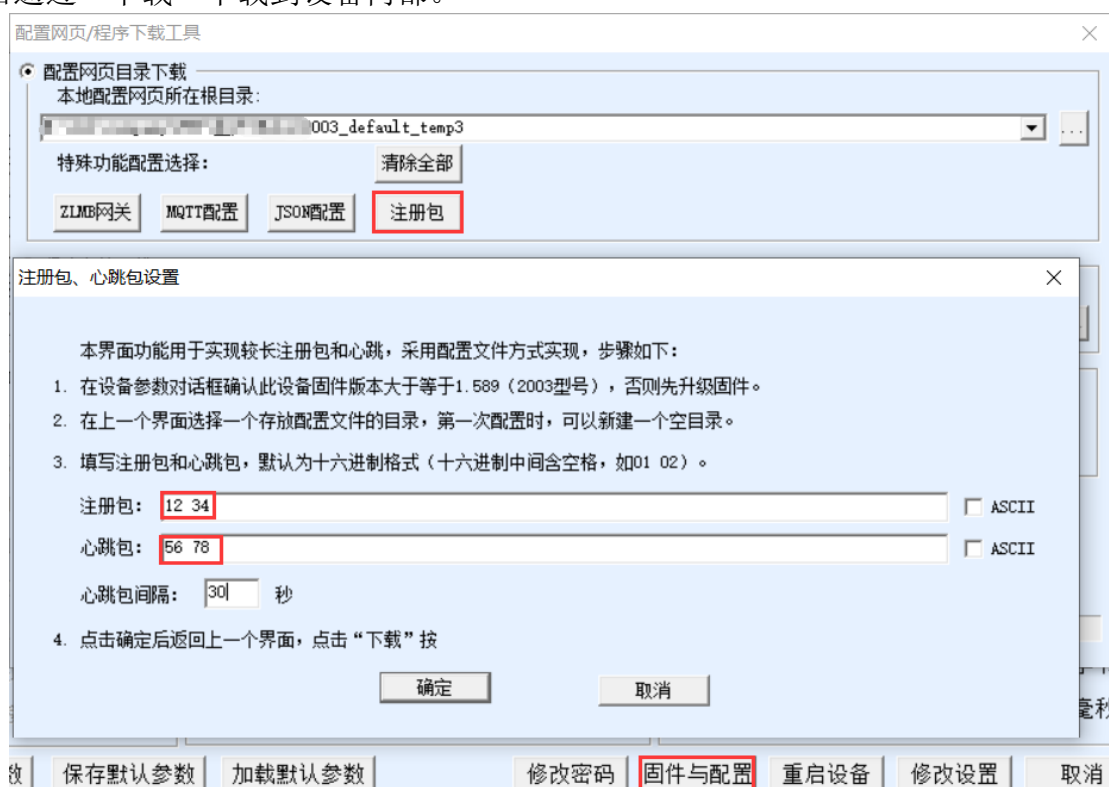 下载到设备内部。
配置网页/程序下载工具
配置网页目录下载
本地配置网页所在根目录:
003_default_temp3
...
特殊功能配置选择:
清除全部
ZLMB网关 MQTT配置 JSON配置 注册包
注册包、心跳包设置
本界面功能用于实现较长注册包和心跳，采用配置文件方式实现，步骤如下:
1. 在设备参数对话框确认此设备固件版本大于等于1.589（2003型号），否则先升级固件。
2. 在上一个界面选择一个存放配置文件的目录，第一次配置时，可以新建一个空目录。
3. 填写注册包和心跳包，默认为十六进制格式（十六进制中间含空格，如01 02）。
注册包: 12 34 ASCII
心跳包: 56 78 ASCII
心跳包间隔: 30 秒
4. 点击确定后返回上一个界面，点击“下载”按
确定 取消
毫秒
数 保存默认参数 加载默认参数 修改密码 固件与配置 重启设备 修改设置 取消